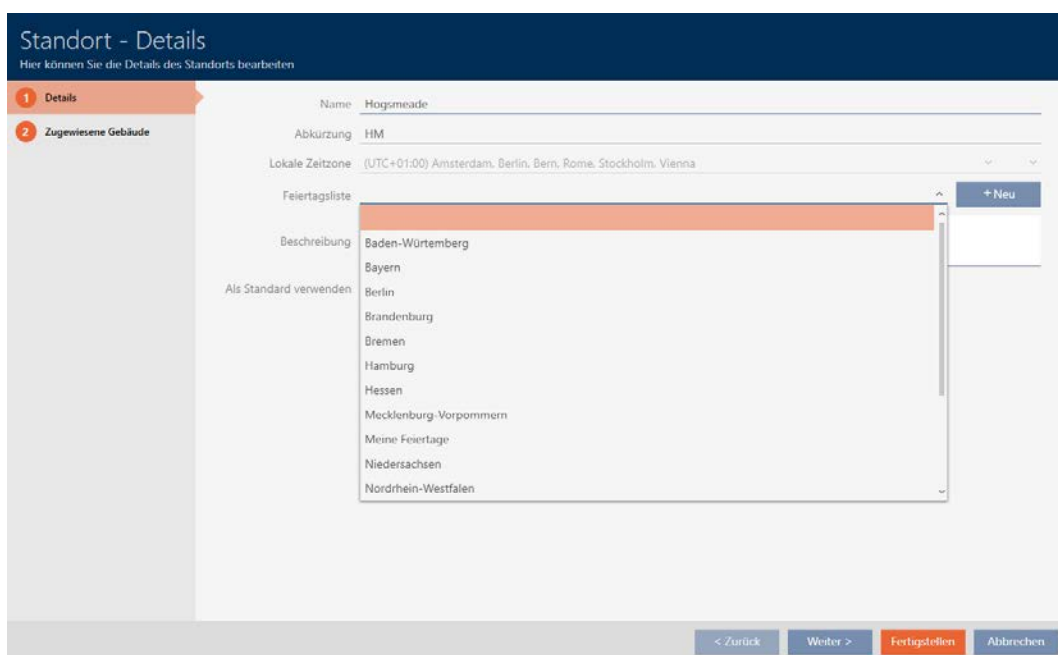 Standort - Details
Hier können Sie die Details des Standorts bearbeiten
1 Details
2 Zugewiesene Gebäude
Name Hogsmeade
Abkürzung HM
Lokale Zeitzone (UTC+01:00) Amsterdam, Berlin, Bern, Rome, Stockholm, Vienna
Feiertagsliste + Neu
Beschreibung
Als Standard verwenden
Baden-Würtemberg
Bayern
Berlin
Brandenburg
Bremen
Hamburg
Hessen
Mecklenburg-Vorpommern
Meine Feiertage
Niedersachsen
Nordrhein-Westfalen
< Zurück Weiter > Fertigstellen Abbrechen